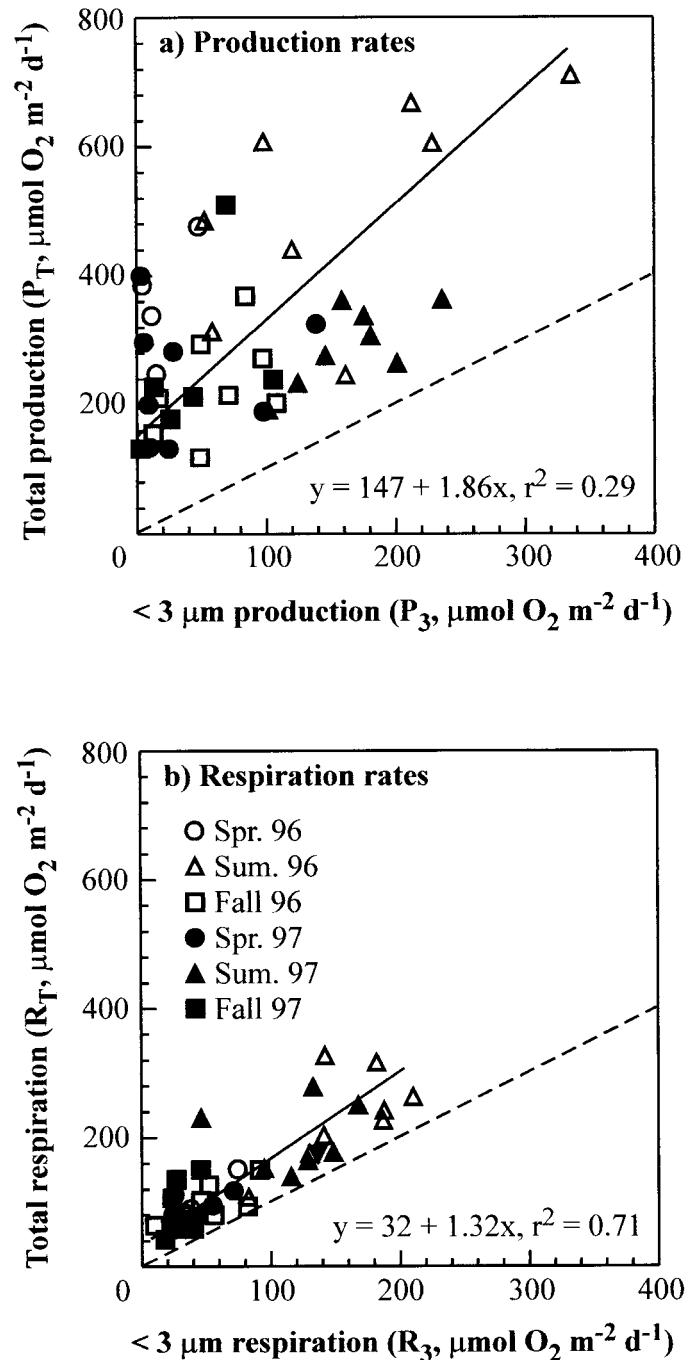 a) Production rates
800
600
400
200
0
Total production (P_T, μmol O_2 m^-2 d^-1)
y = 147 + 1.86x, r^2 = 0.29
0 100 200 300 400
< 3 μm production (P_3, μmol O_2 m^-2 d^-1)
b) Respiration rates
800
600
400
200
0
Total respiration (R_T, μmol O_2 m^-2 d^-1)
Spr. 96
Sum. 96
Fall 96
Spr. 97
Sum. 97
Fall 97
y = 32 + 1.32x, r^2 = 0.71
0 100 200 300 400
< 3 μm respiration (R_3, μmol O_2 m^-2 d^-1)